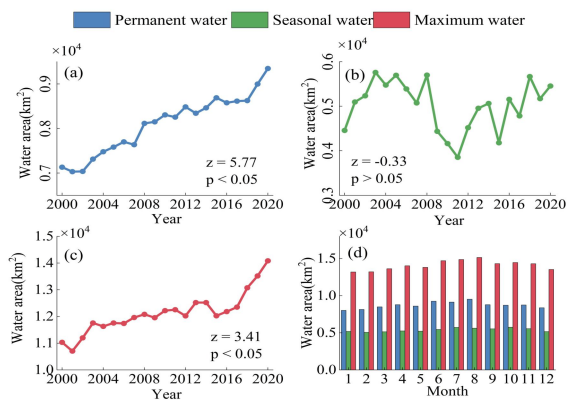 Permanent water Seasonal water Maximum water
×10⁴
(a)
Water area(km²)
0.9
0.8
0.7
z = 5.77
p < 0.05
2000 2004 2008 2012 2016 2020
Year
×10⁴
(b)
Water area(km²)
0.6
0.5
0.4
0.3
z = -0.33
p > 0.05
2000 2004 2008 2012 2016 2020
Year
×10⁴
(c)
Water area(km²)
1.4
1.3
1.2
1.1
1.0
z = 3.41
p < 0.05
2000 2004 2008 2012 2016 2020
Year
×10⁴
(d)
Water area(km²)
1.5
1.0
0.5
0.0
1 2 3 4 5 6 7 8 9 10 11 12
Month